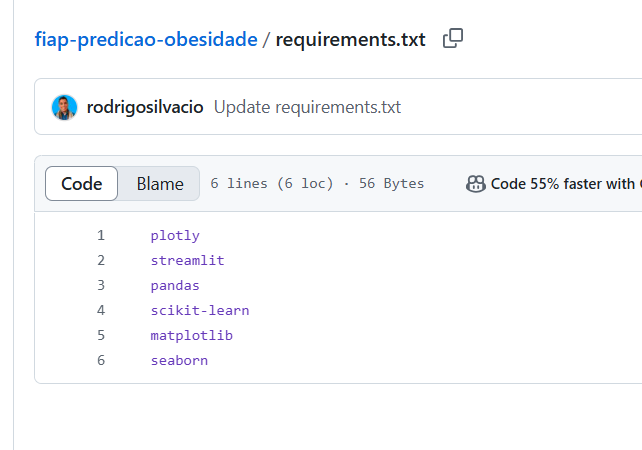 fiap-predicao-obesidade / requirements.txt
rodrigosilvacio Update requirements.txt
Code Blame 6 lines (6 loc) · 56 Bytes Code 55% faster with
1 plotly
2 streamlit
3 pandas
4 scikit-learn
5 matplotlib
6 seaborn